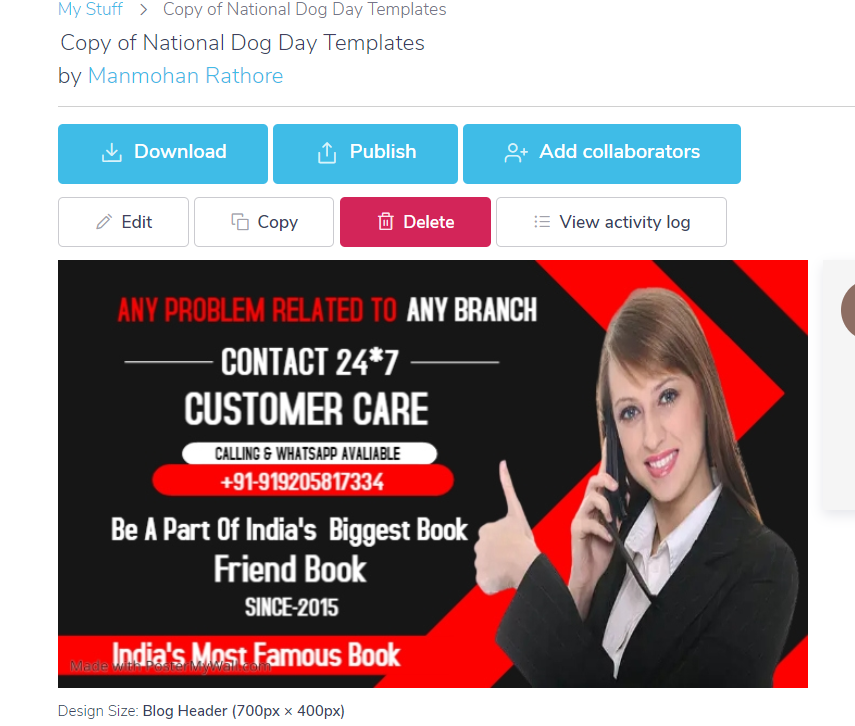 My Stuff > Copy of National Dog Day Templates
Copy of National Dog Day Templates
by Manmohan Rathore
Download Publish Add collaborators
Edit Copy Delete View activity log
ANY PROBLEM RELATED TO ANY BRANCH
CONTACT 24*7
CUSTOMER CARE
CALLING & WHATSAPP AVALIABLE
+91-919205817334
Be A Part Of India's Biggest Book
Friend Book
SINCE-2015
India's Most Famous Book
Made with PosterMyWall.com
Design Size: Blog Header (700px × 400px)